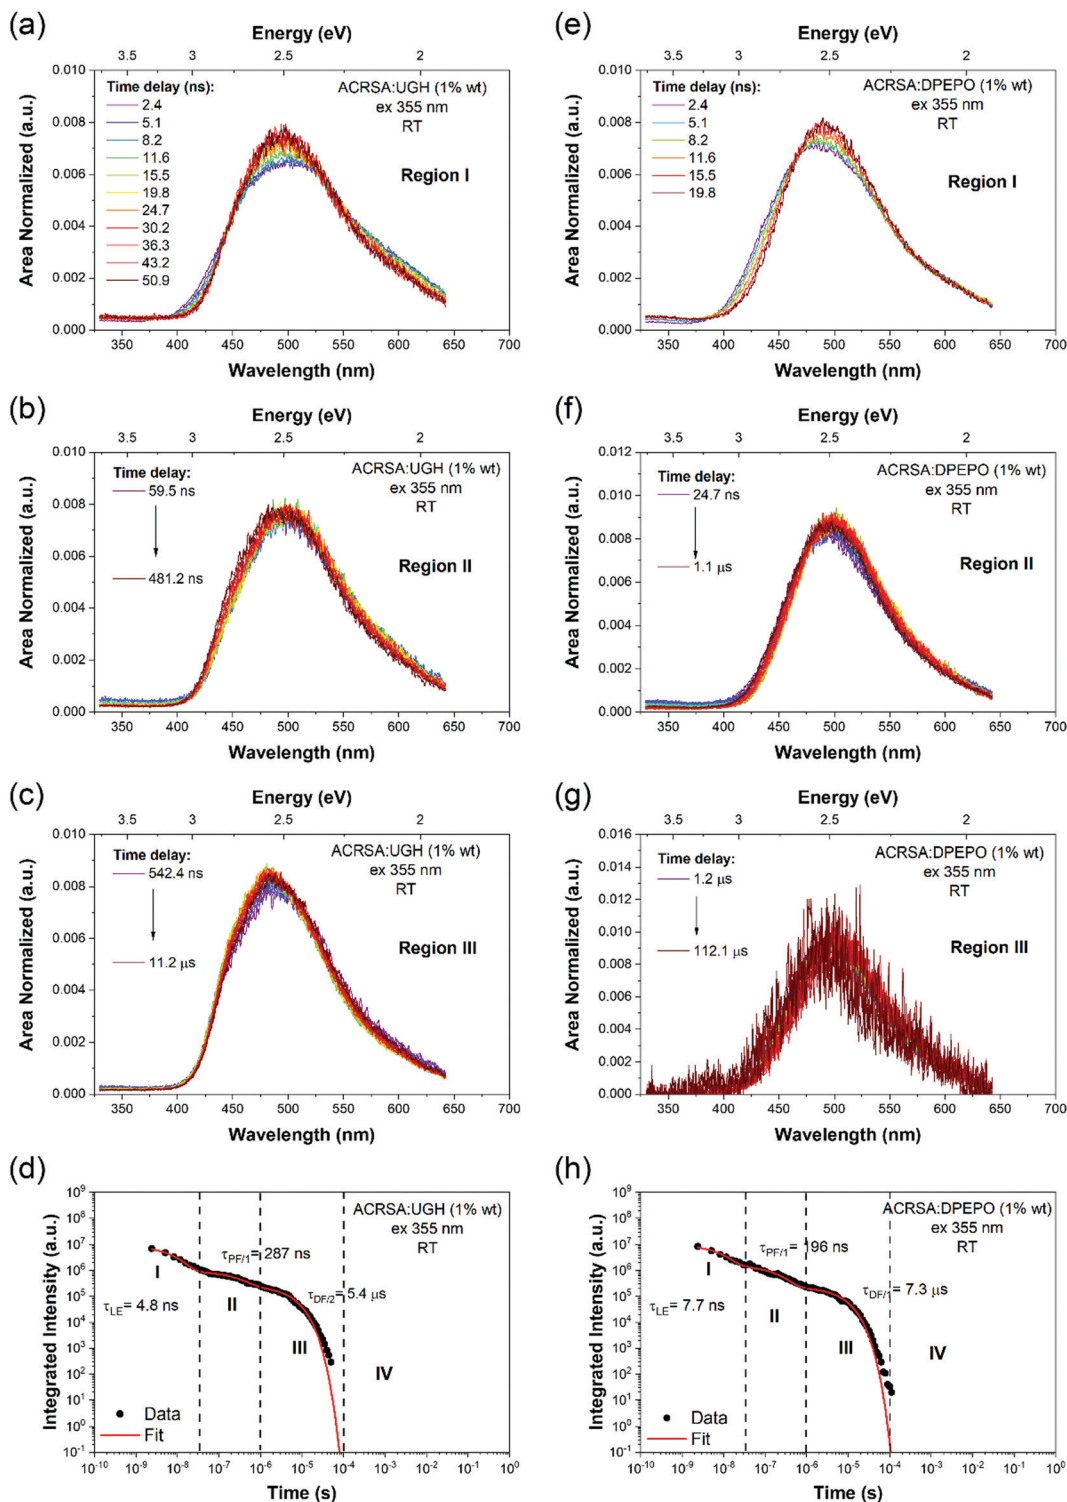 (a)
Energy (eV)
3.5 3 2.5 2
0.010
0.008
0.006
0.004
0.002
0.000
Area Normalized (a.u.)
Time delay (ns):
2.4
5.1
8.2
11.6
15.5
19.8
24.7
30.2
36.3
43.2
50.9
ACRSA:UGH (1% wt)
ex 355 nm
RT
Region I
350 400 450 500 550 600 650 700
Wavelength (nm)
(e)
Energy (eV)
3.5 3 2.5 2
0.010
0.008
0.006
0.004
0.002
0.000
Area Normalized (a.u.)
Time delay (ns):
2.4
5.1
8.2
11.6
15.5
19.8
ACRSA:DPEPO (1% wt)
ex 355 nm
RT
Region I
350 400 450 500 550 600 650 700
Wavelength (nm)
(b)
Energy (eV)
3.5 3 2.5 2
0.010
0.008
0.006
0.004
0.002
0.000
Area Normalized (a.u.)
Time delay:
59.5 ns
481.2 ns
ACRSA:UGH (1% wt)
ex 355 nm
RT
Region II
350 400 450 500 550 600 650 700
Wavelength (nm)
(f)
Energy (eV)
3.5 3 2.5 2
0.012
0.010
0.008
0.006
0.004
0.002
0.000
Area Normalized (a.u.)
Time delay:
24.7 ns
1.1 µs
ACRSA:DPEPO (1% wt)
ex 355 nm
RT
Region II
350 400 450 500 550 600 650 700
Wavelength (nm)
(c)
Energy (eV)
3.5 3 2.5 2
0.010
0.008
0.006
0.004
0.002
0.000
Area Normalized (a.u.)
Time delay:
542.4 ns
11.2 µs
ACRSA:UGH (1% wt)
ex 355 nm
RT
Region III
350 400 450 500 550 600 650 700
Wavelength (nm)
(g)
Energy (eV)
3.5 3 2.5 2
0.016
0.014
0.012
0.010
0.008
0.006
0.004
0.002
0.000
Area Normalized (a.u.)
Time delay:
1.2 µs
112.1 µs
ACRSA:DPEPO (1% wt)
ex 355 nm
RT
Region III
350 400 450 500 550 600 650 700
Wavelength (nm)
(d)
10⁹
10⁸
10⁷
10⁶
10⁵
10⁴
10³
10²
10¹
10⁰
10⁻¹
Integrated Intensity (a.u.)
ACRSA:UGH (1% wt)
ex 355 nm
RT
τPF/1= 287 ns
I
τLE= 4.8 ns
II
τDF/2= 5.4 µs
III
IV
Data
Fit
10⁻¹⁰ 10⁻⁹ 10⁻⁸ 10⁻⁷ 10⁻⁶ 10⁻⁵ 10⁻⁴ 10⁻³ 10⁻² 10⁻¹ 10⁰
Time (s)
(h)
10⁹
10⁸
10⁷
10⁶
10⁵
10⁴
10³
10²
10¹
10⁰
10⁻¹
Integrated Intensity (a.u.)
ACRSA:DPEPO (1% wt)
ex 355 nm
RT
τPF/1= 196 ns
I
τLE= 7.7 ns
II
τDF/1= 7.3 µs
III
IV
Data
Fit
10⁻¹⁰ 10⁻⁹ 10⁻⁸ 10⁻⁷ 10⁻⁶ 10⁻⁵ 10⁻⁴ 10⁻³ 10⁻² 10⁻¹ 10⁰
Time (s)